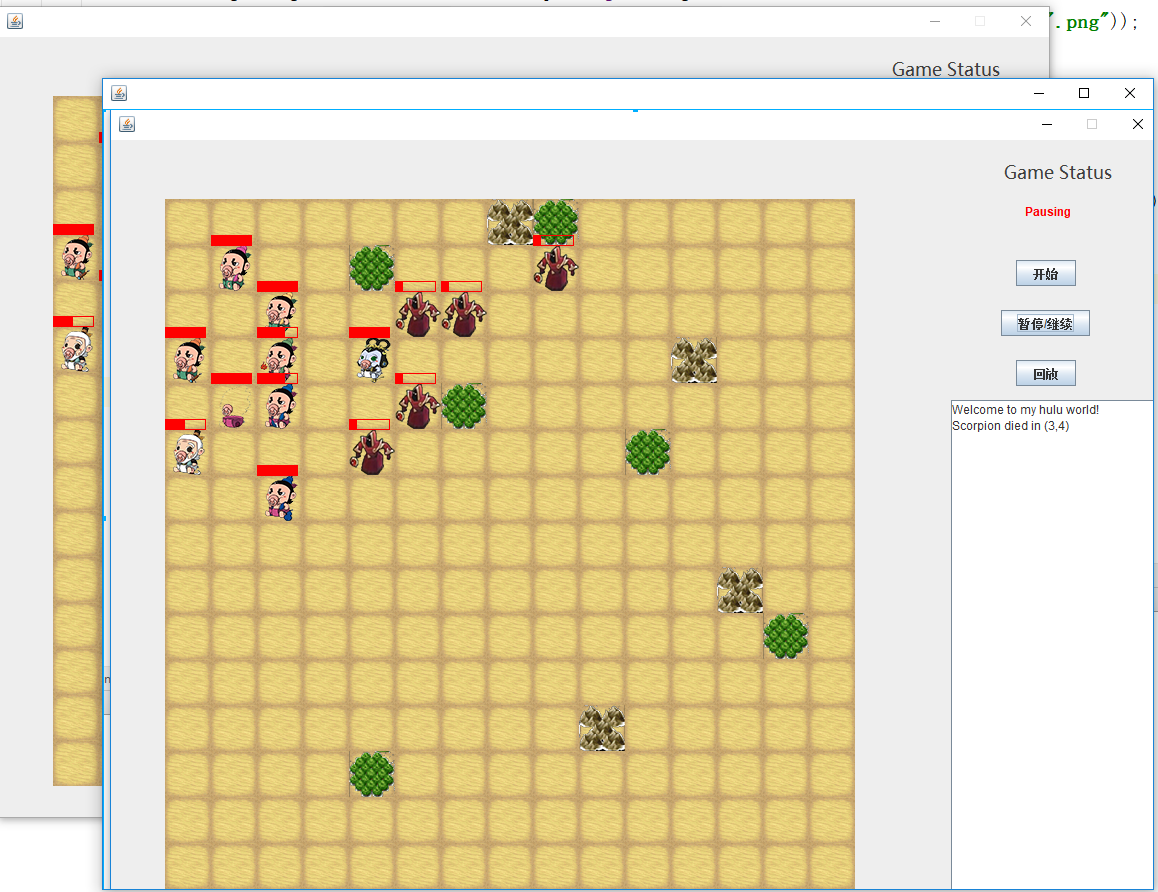 ".png"));
Game Status
Game Status
Pausing
开始
暂停/继续
回放
Welcome to my hulu world!
Scorpion died in (3,4)